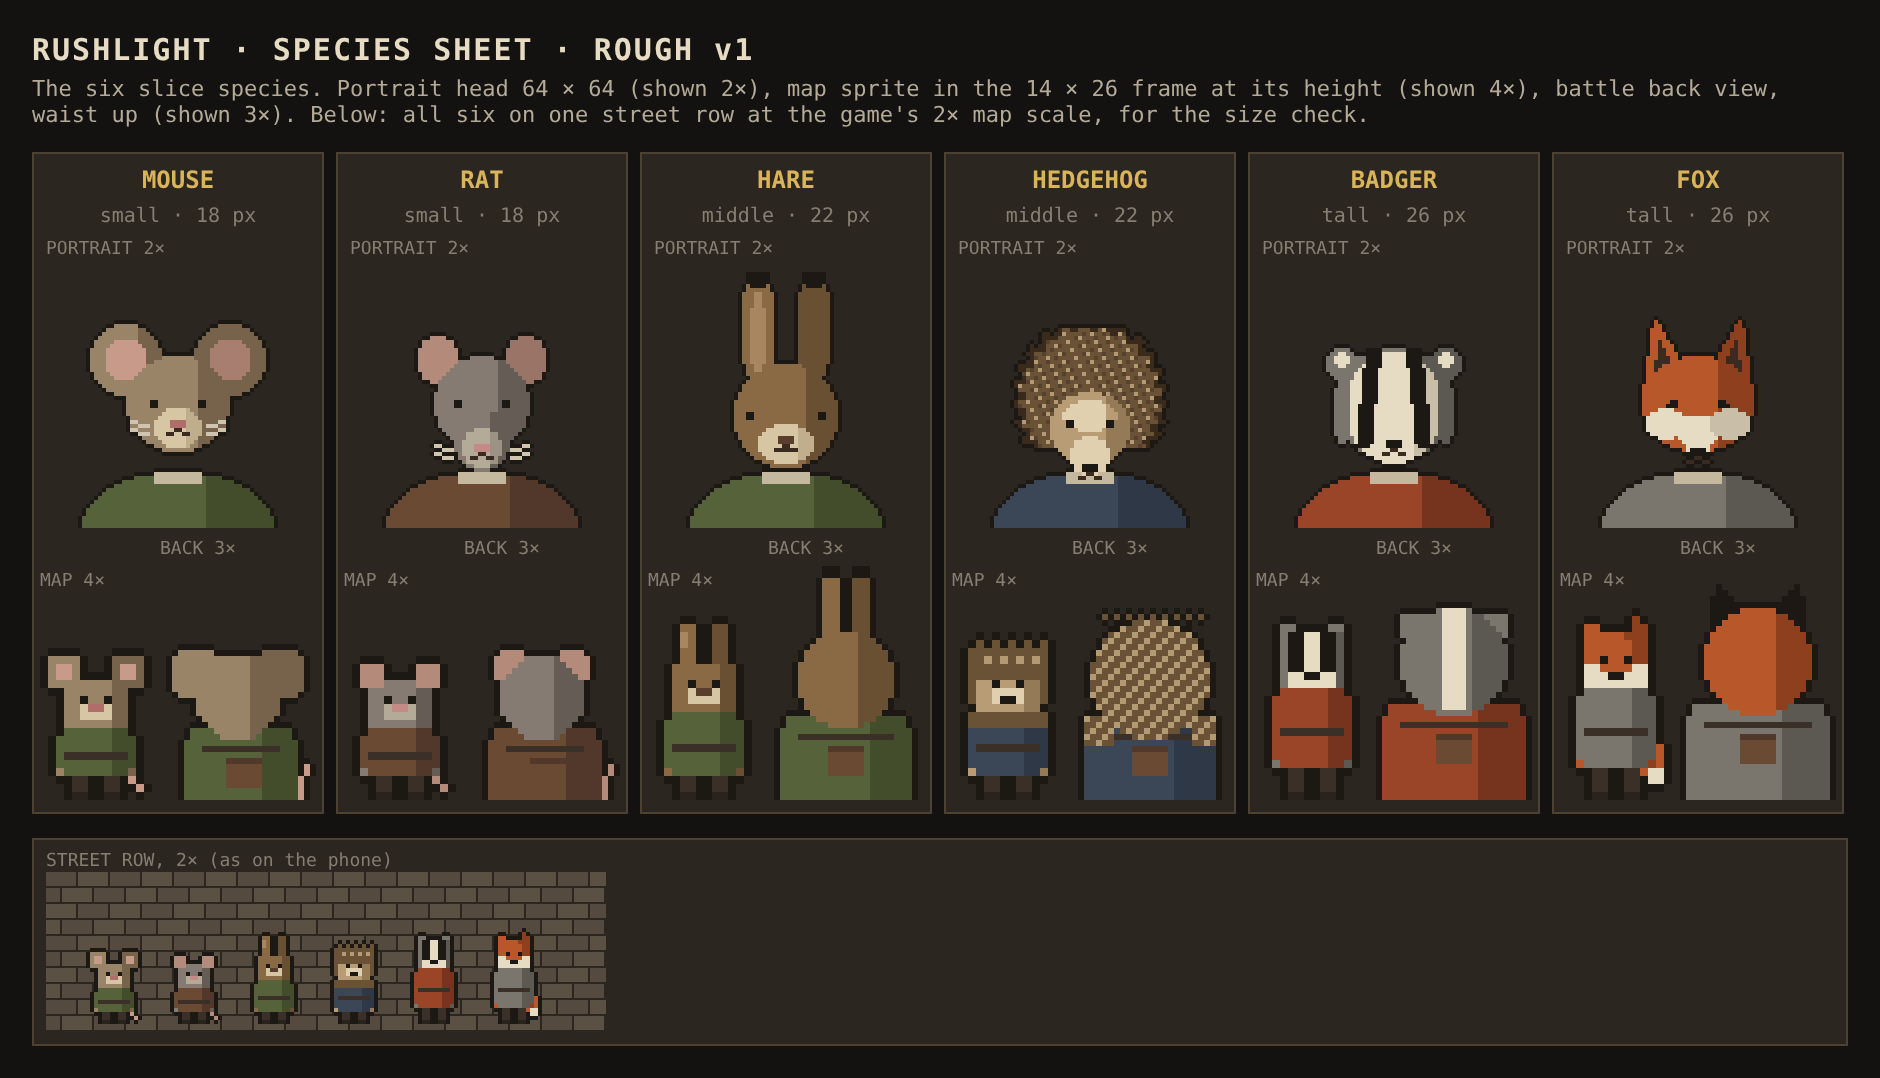 RUSHLIGHT · SPECIES SHEET · ROUGH v1
The six slice species. Portrait head 64 × 64 (shown 2×), map sprite in the 14 × 26 frame at its height (shown 4×), battle back view,
waist up (shown 3×). Below: all six on one street row at the game's 2× map scale, for the size check.
MOUSE
small · 18 px
PORTRAIT 2×
BACK 3×
MAP 4×
RAT
small · 18 px
PORTRAIT 2×
BACK 3×
MAP 4×
HARE
middle · 22 px
PORTRAIT 2×
BACK 3×
MAP 4×
HEDGEHOG
middle · 22 px
PORTRAIT 2×
BACK 3×
MAP 4×
BADGER
tall · 26 px
PORTRAIT 2×
BACK 3×
MAP 4×
FOX
tall · 26 px
PORTRAIT 2×
BACK 3×
MAP 4×
STREET ROW, 2× (as on the phone)